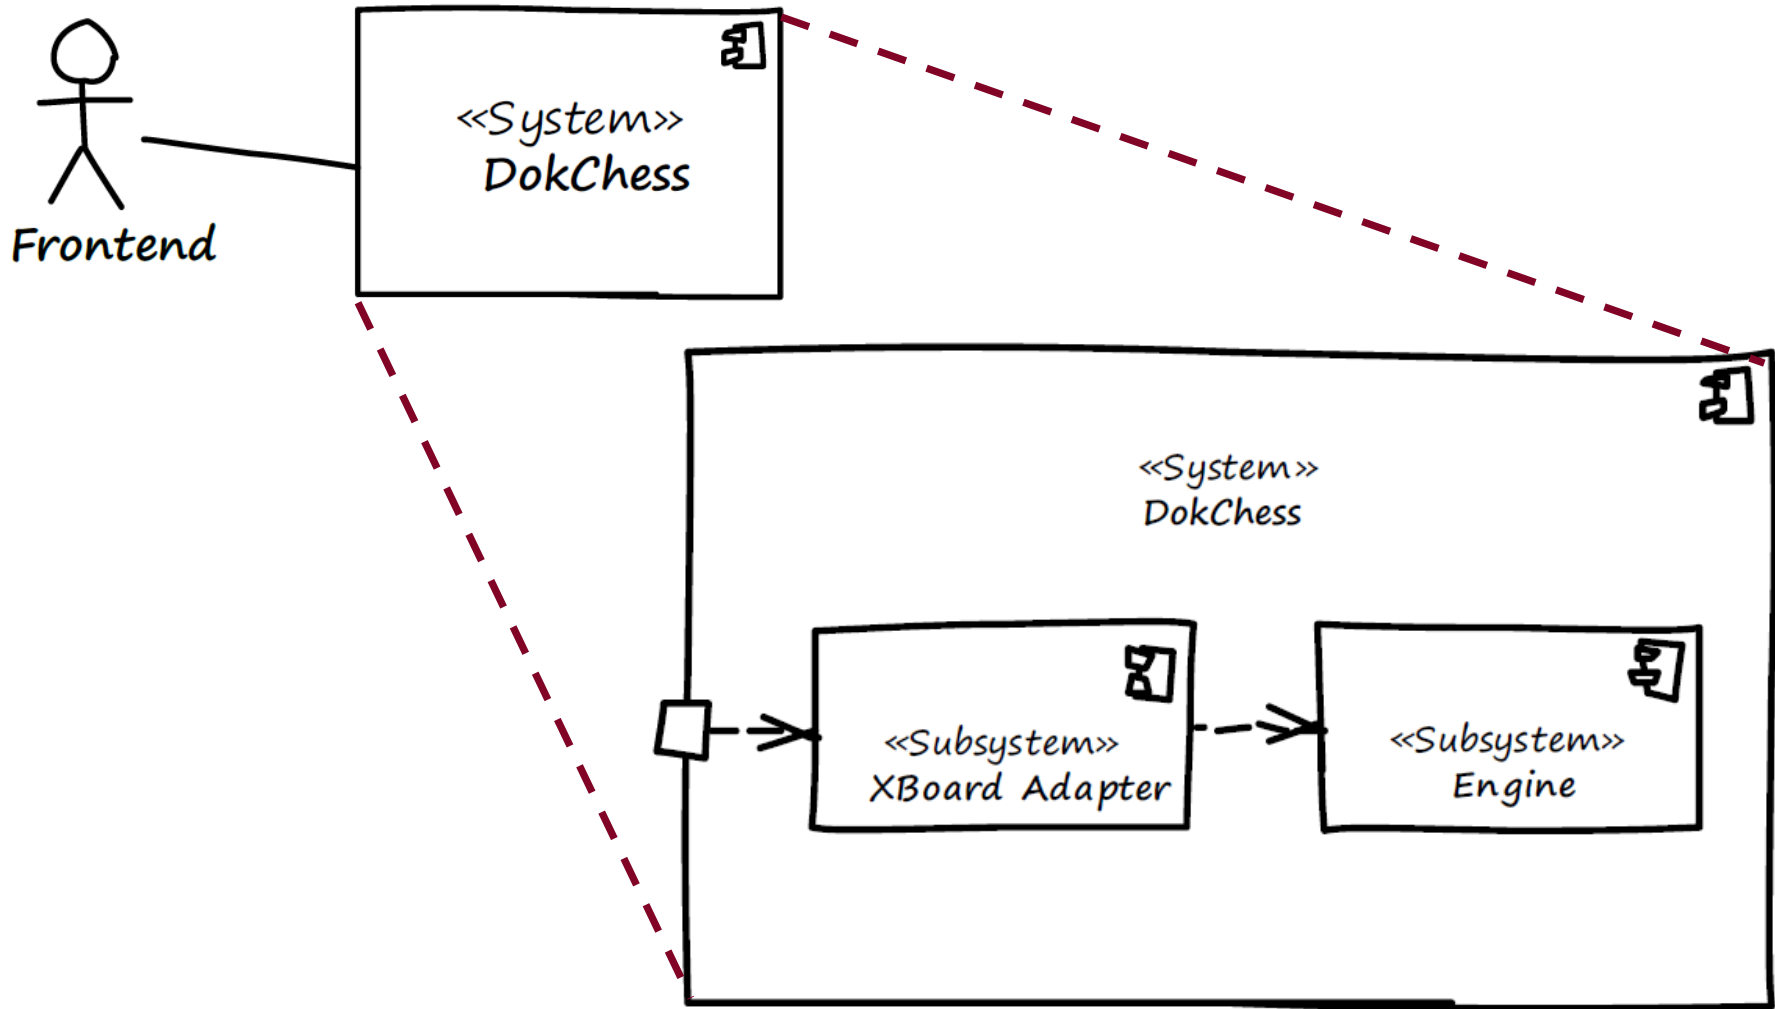 «System»
DokChess
Frontend
«System»
DokChess
«Subsystem»
XBoard Adapter
«Subsystem»
Engine